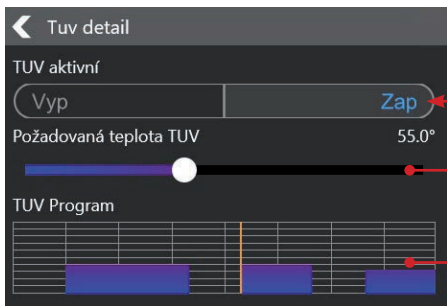 Tuv detail
TUV aktivní
Vyp Zap
Požadovaná teplota TUV 55.0°
TUV Program